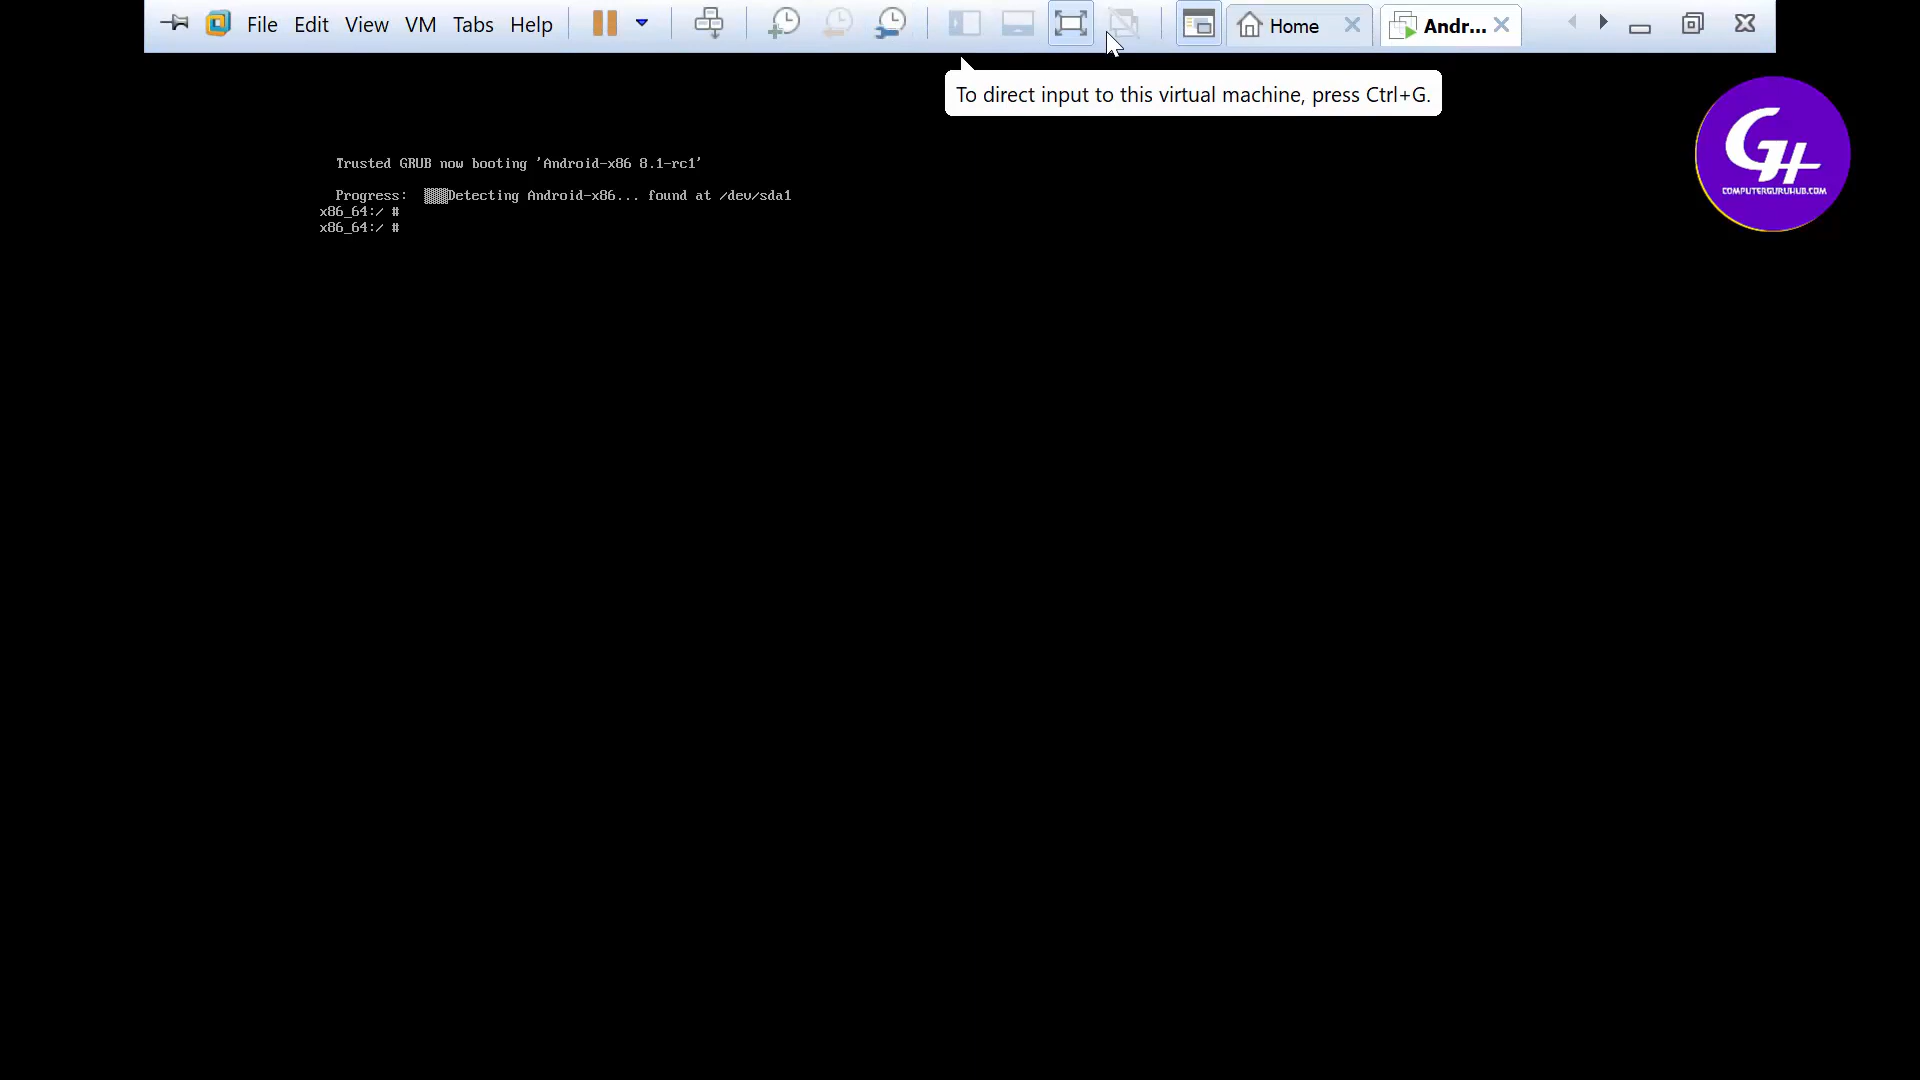 File Edit View VM Tabs Help
Home
Andr...
To direct input to this virtual machine, press Ctrl+G.
GH
COMPUTERGURUHUB.COM
Trusted GRUB now booting 'Android-x86 8.1-rc1'
Progress: ▒▒▒Detecting Android-x86... found at /dev/sda1
x86_64:/ #
x86_64:/ #